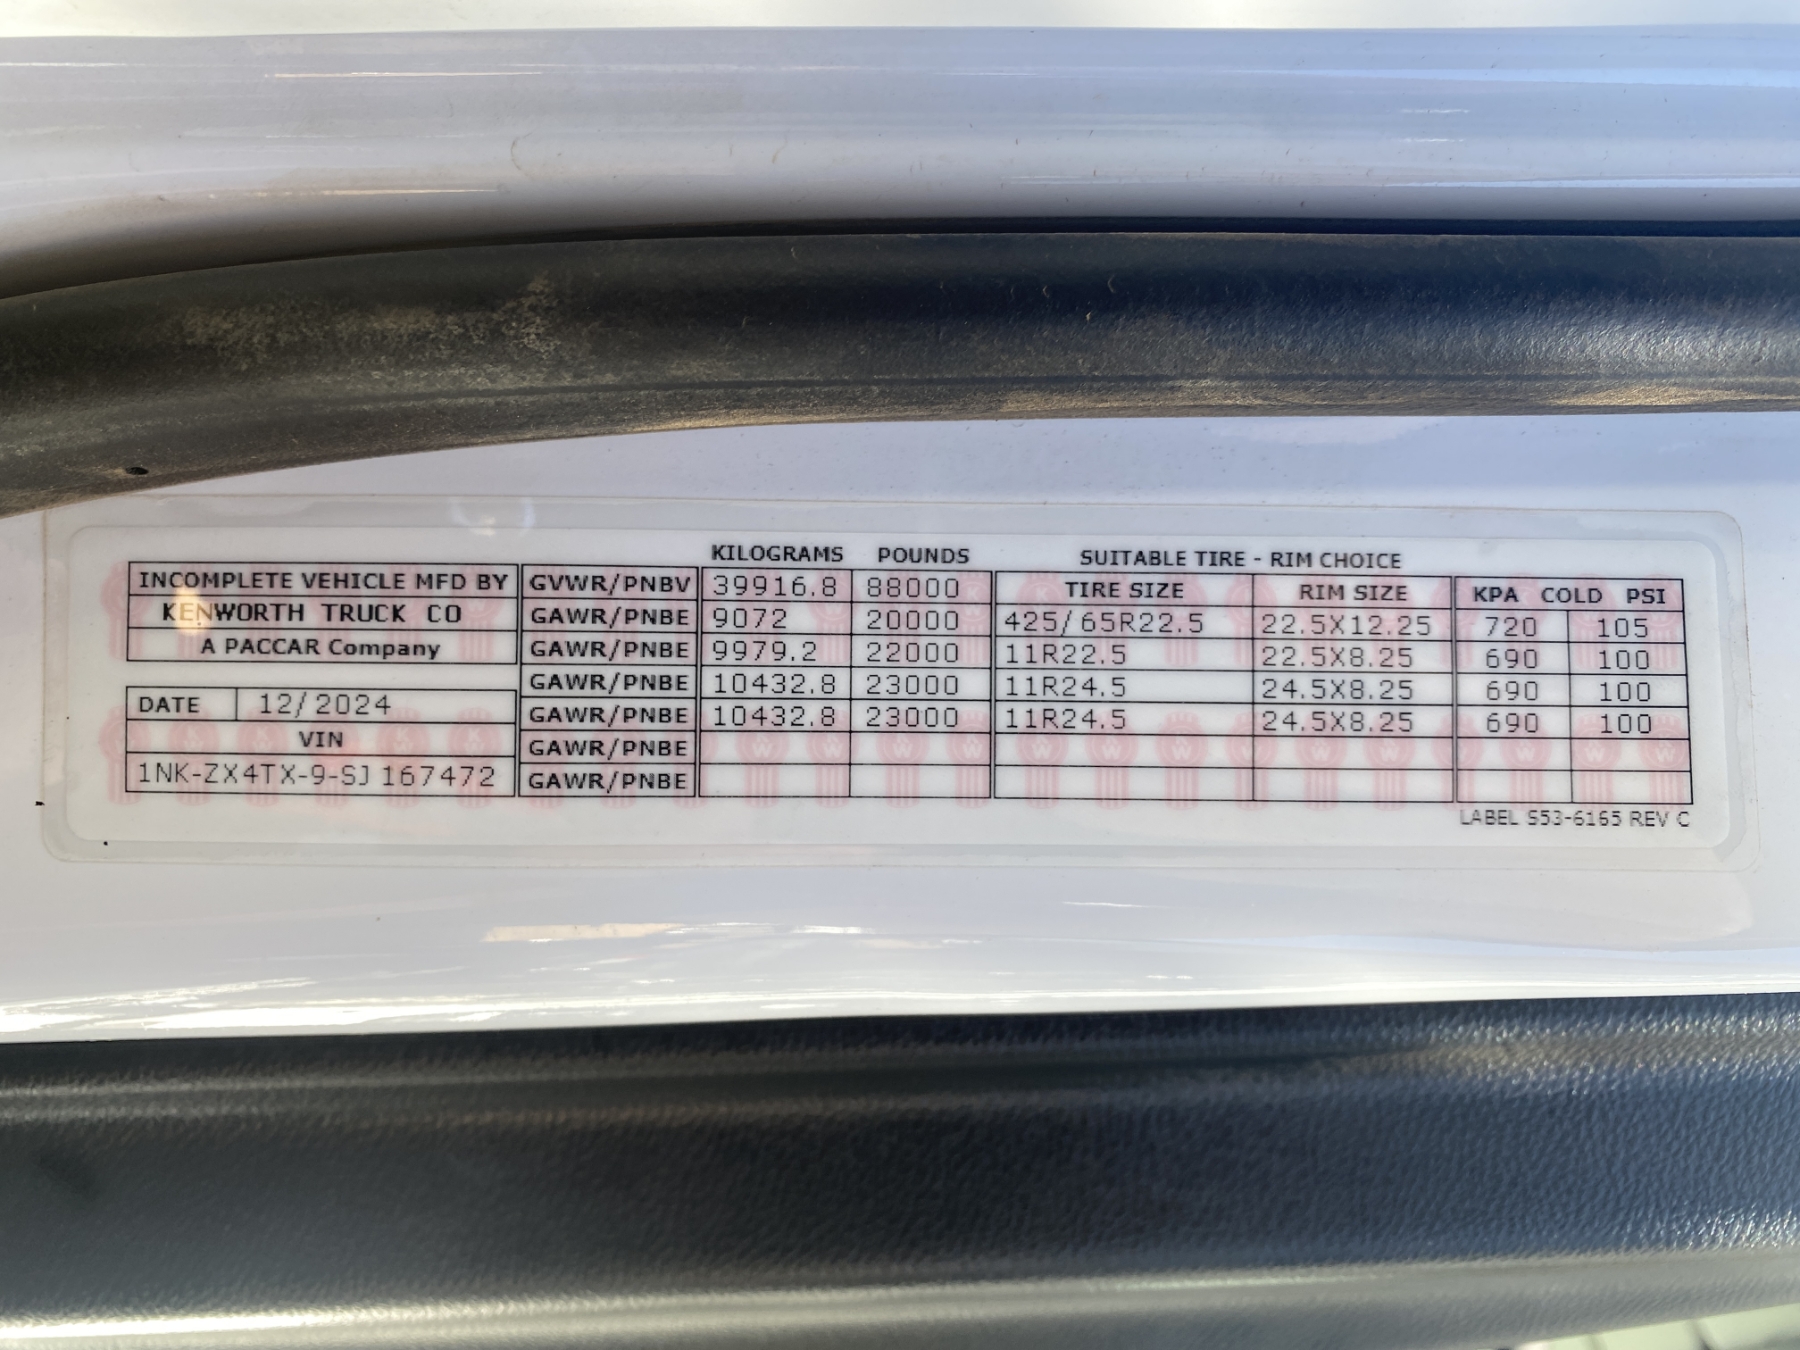 KILOGRAMS POUNDS SUITABLE TIRE - RIM CHOICE
INCOMPLETE VEHICLE MFD BY GVWR/PNBV 39916.8 88000 TIRE SIZE RIM SIZE KPA COLD PSI
KENWORTH TRUCK CO GAWR/PNBE 9072 20000 425/65R22.5 22.5X12.25 720 105
A PACCAR Company GAWR/PNBE 9979.2 22000 11R22.5 22.5X8.25 690 100
GAWR/PNBE 10432.8 23000 11R24.5 24.5X8.25 690 100
DATE 12/2024 GAWR/PNBE 10432.8 23000 11R24.5 24.5X8.25 690 100
VIN GAWR/PNBE
1NK-ZX4TX-9-SJ167472 GAWR/PNBE
LABEL S53-6165 REV C